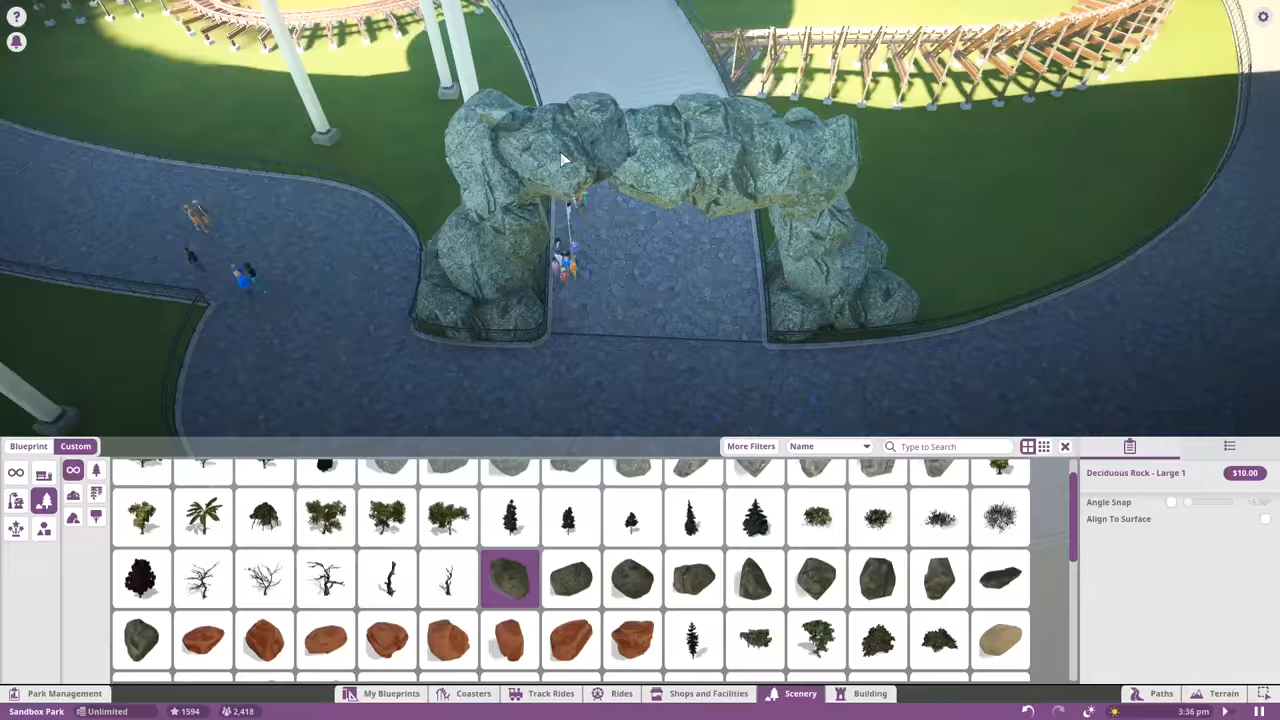 ?
Blueprint Custom
More Filters Name Type to Search
Deciduous Rock - Large 1 $10.00
Angle Snap 15.00°
Align To Surface
Park Management My Blueprints Coasters Track Rides Rides Shops and Facilities Scenery Building Paths Terrain
Sandbox Park Unlimited 1594 2,418 3:36 pm